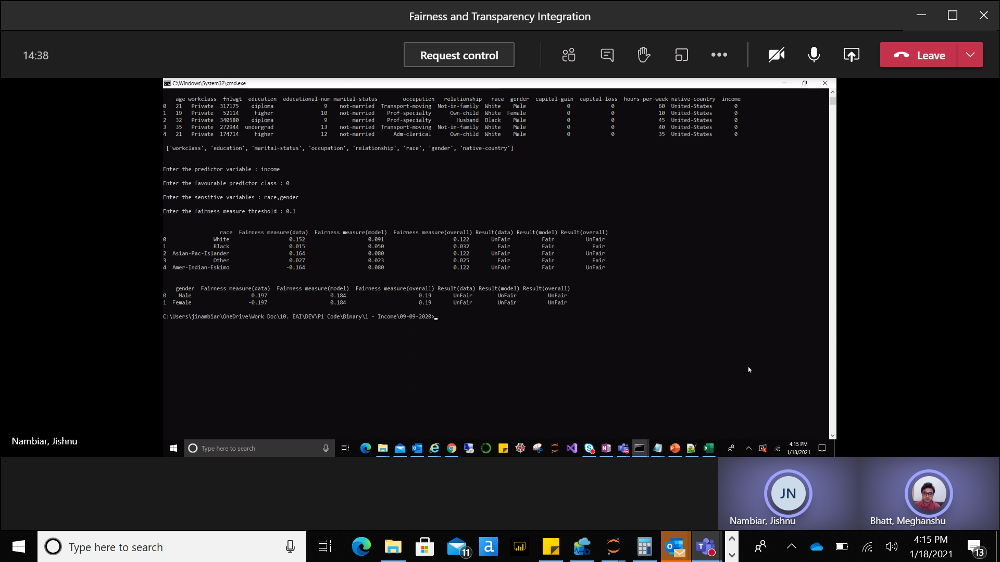 Fairness and Transparency Integration
14:38
Request control
Leave
C:\Windows\System32\cmd.exe
age workclass fnlwgt education educational-num marital-status occupation relationship race gender capital-gain capital-loss hours-per-week native-country income
0 21 Private 317175 diploma 9 not-married Transport-moving Not-in-family White Male 0 0 60 United-States 0
1 19 Private 52114 higher 10 not-married Prof-specialty Own-child White Female 0 0 10 United-States 0
2 32 Private 340580 diploma 9 married Prof-specialty Husband Black Male 0 0 45 United-States 0
3 35 Private 272944 undergrad 13 not-married Transport-moving Not-in-family White Male 0 0 40 United-States 0
4 21 Private 174714 higher 12 not-married Adm-clerical Own-child White Male 0 0 35 United-States 0
['workclass', 'education', 'marital-status', 'occupation', 'relationship', 'race', 'gender', 'native-country']
Enter the predictor variable : income
Enter the favourable predictor class : 0
Enter the sensitive variables : race,gender
Enter the fairness measure threshold : 0.1
race Fairness measure(data) Fairness measure(model) Fairness measure(overall) Result(data) Result(model) Result(overall)
0 White 0.152 0.091 0.122 UnFair Fair UnFair
1 Black 0.015 0.050 0.032 Fair Fair Fair
2 Asian-Pac-Islander 0.164 0.080 0.122 UnFair Fair UnFair
3 Other 0.027 0.023 0.025 Fair Fair Fair
4 Amer-Indian-Eskimo -0.164 0.080 0.122 UnFair Fair UnFair
gender Fairness measure(data) Fairness measure(model) Fairness measure(overall) Result(data) Result(model) Result(overall)
0 Male 0.197 0.184 0.19 UnFair UnFair UnFair
1 Female -0.197 0.184 0.19 UnFair UnFair UnFair
C:\Users\jinambiar\OneDrive\Work Doc\10. EAI\DEV\P1 Code\Binary\1 - Income\09-09-2020>
Nambiar, Jishnu
Type here to search
4:15 PM
1/18/2021
JN
Nambiar, Jishnu
Bhatt, Meghanshu
Type here to search
11
a
4:15 PM
1/18/2021
13